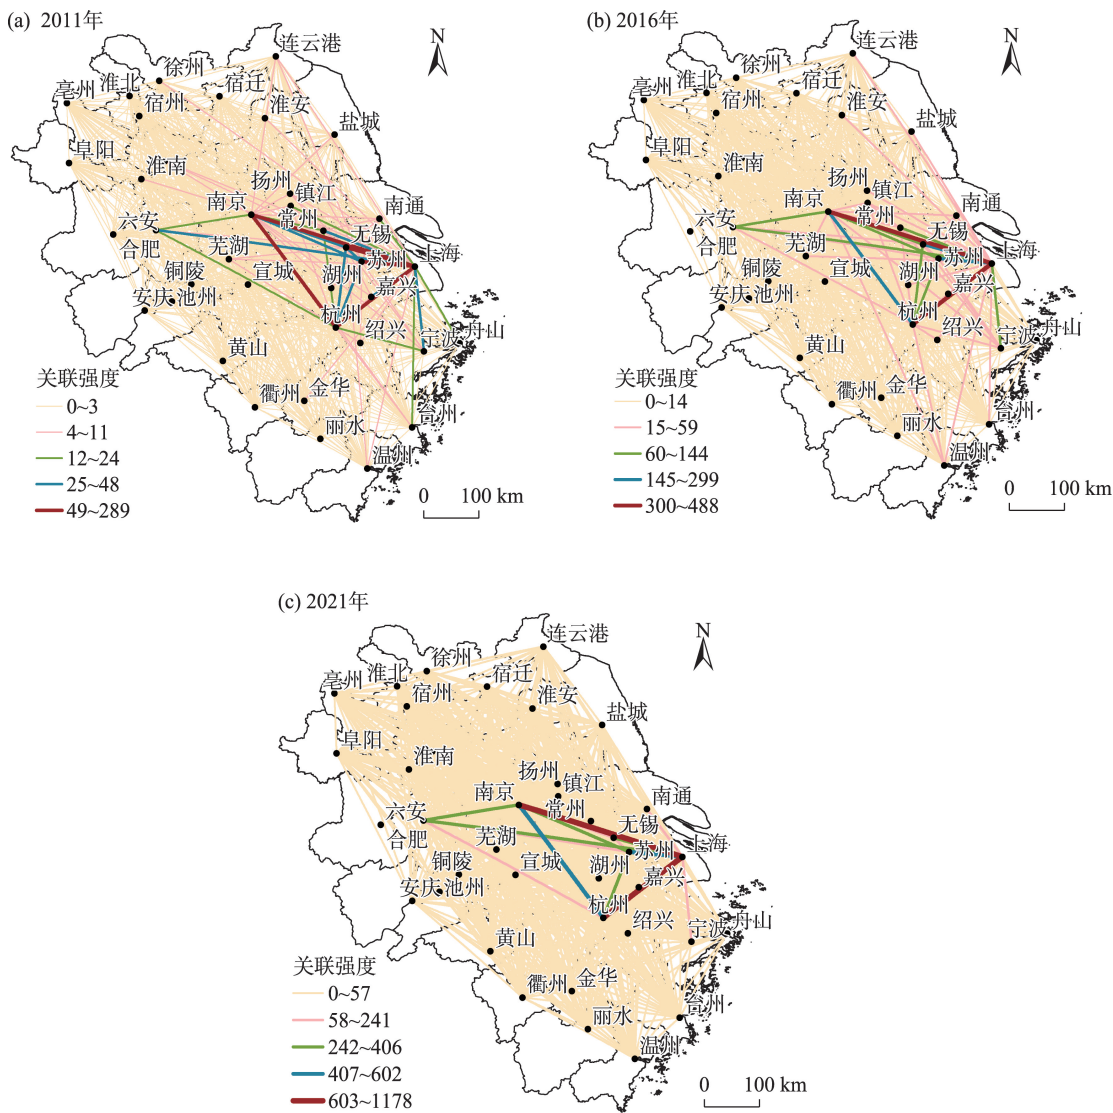 (a) 2011年
N
连云港
徐州
淮北
亳州
宿州
宿迁
淮安
盐城
阜阳
淮南
扬州
镇江
南京
常州
南通
六安
合肥
无锡
上海
芜湖
苏州
铜陵
宣城
湖州
安庆
池州
嘉兴
杭州
绍兴
宁波
舟山
黄山
衢州
金华
台州
丽水
温州
关联强度
0~3
4~11
12~24
25~48
49~289
0 100 km
(b) 2016年
N
连云港
徐州
淮北
亳州
宿州
宿迁
淮安
盐城
阜阳
淮南
扬州
镇江
南京
常州
南通
六安
合肥
无锡
上海
芜湖
苏州
铜陵
宣城
湖州
安庆
池州
嘉兴
杭州
绍兴
宁波
舟山
黄山
衢州
金华
台州
丽水
温州
关联强度
0~14
15~59
60~144
145~299
300~488
0 100 km
(c) 2021年
N
连云港
徐州
淮北
亳州
宿州
宿迁
淮安
盐城
阜阳
淮南
扬州
镇江
南京
常州
南通
六安
合肥
无锡
上海
芜湖
苏州
铜陵
宣城
湖州
安庆
池州
嘉兴
杭州
绍兴
宁波
舟山
黄山
衢州
金华
台州
丽水
温州
关联强度
0~57
58~241
242~406
407~602
603~1178
0 100 km